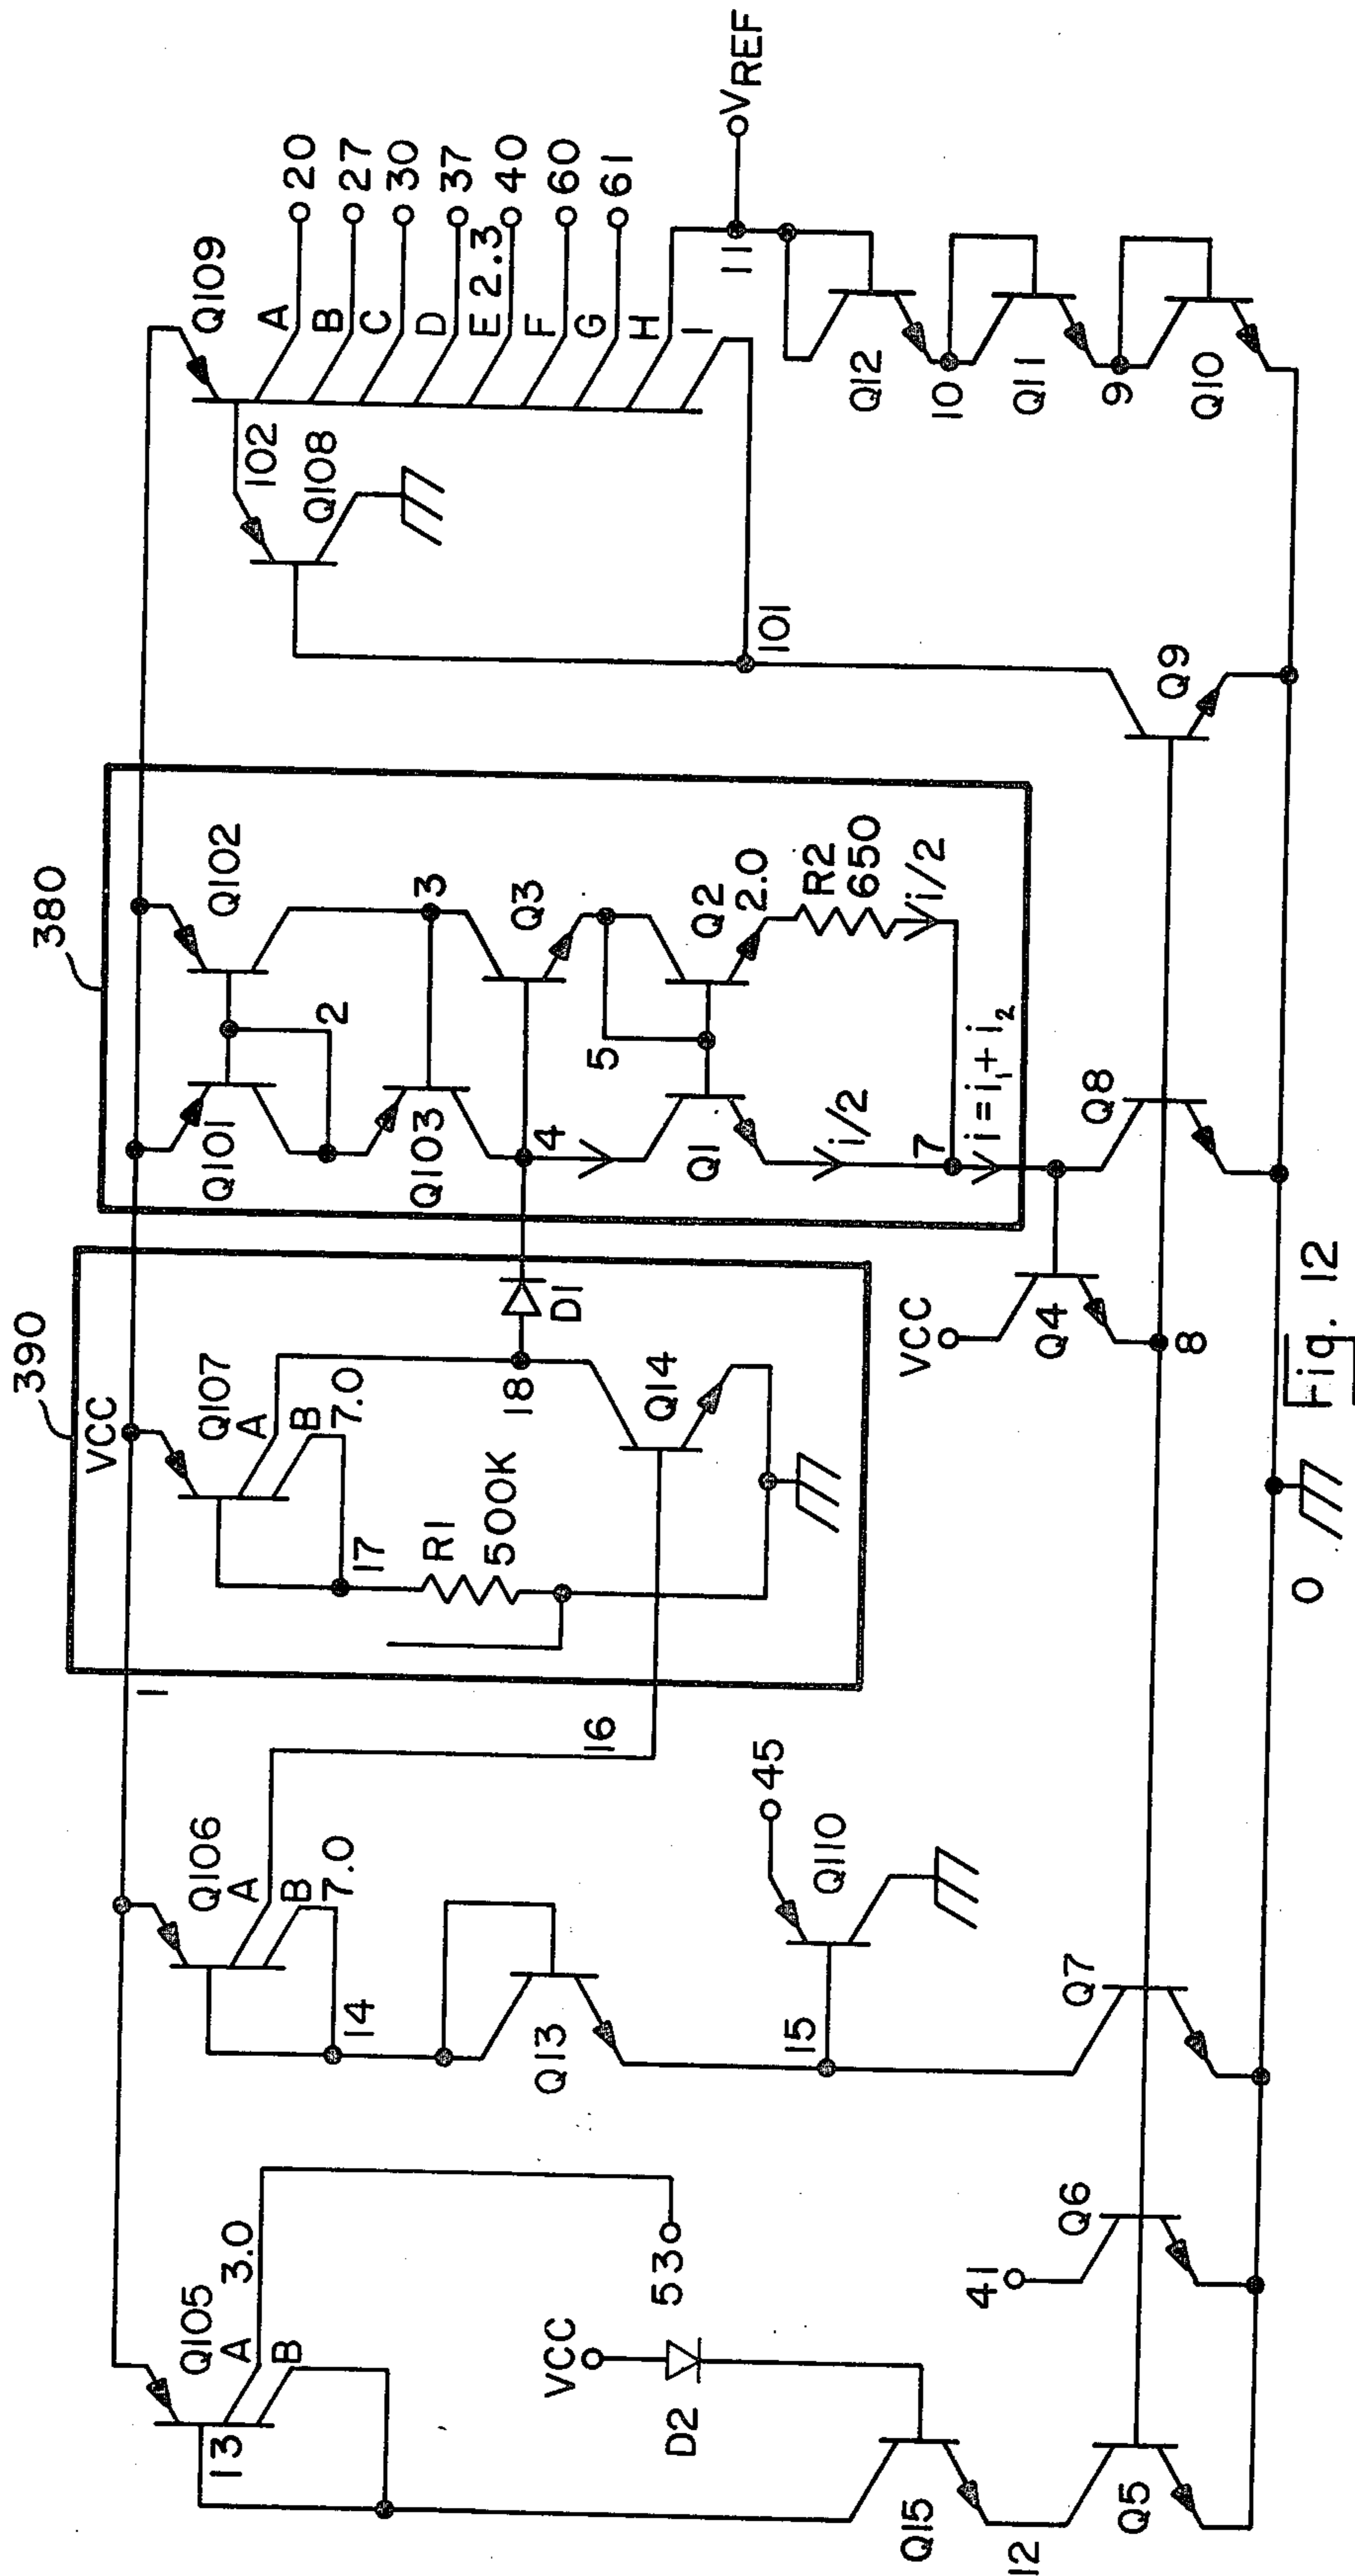 390
380
VCC
1
Q105
A 3.0
B
13
53
VCC
D2
Q15
12
Q5
41
Q6
Q106
A
B
7.0
14
Q13
15
45
Q110
Q7
16
Q107
A
B
7.0
17
R1
500K
18
Q14
D1
Q101
Q102
2
Q103
3
4
Q3
5
Q1
Q2
2.0
R2
650
i/2
i/2
7
i=i₁+i₂
VCC
Q4
8
Q8
Q9
101
102
Q108
Q109
A 20
B 27
C 30
D 37
E 2.3 40
F 60
G 61
H
I
11
VREF
Q12
10
Q11
9
Q10
0
Fig. 12